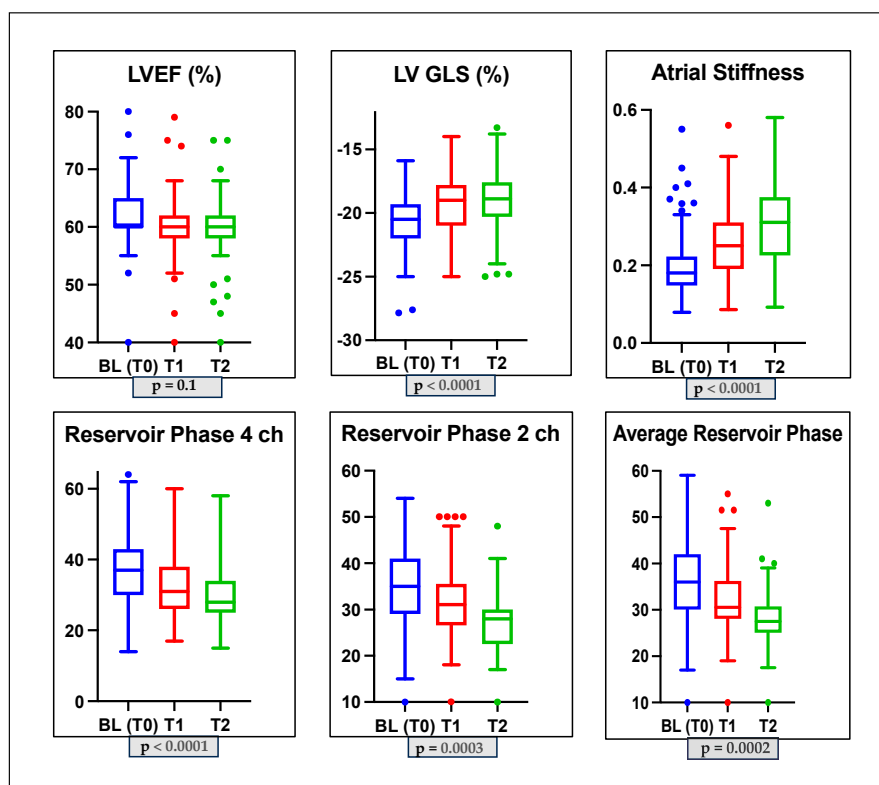 LVEF (%)
80
70
60
50
40
BL (T0) T1 T2
p = 0.1
LV GLS (%)
-15
-20
-25
-30
BL (T0) T1 T2
p < 0.0001
Atrial Stiffness
0.6
0.4
0.2
0.0
BL (T0) T1 T2
p < 0.0001
Reservoir Phase 4 ch
60
40
20
0
BL (T0) T1 T2
p < 0.0001
Reservoir Phase 2 ch
60
50
40
30
20
10
BL (T0) T1 T2
p = 0.0003
Average Reservoir Phase
60
50
40
30
20
10
BL (T0) T1 T2
p = 0.0002